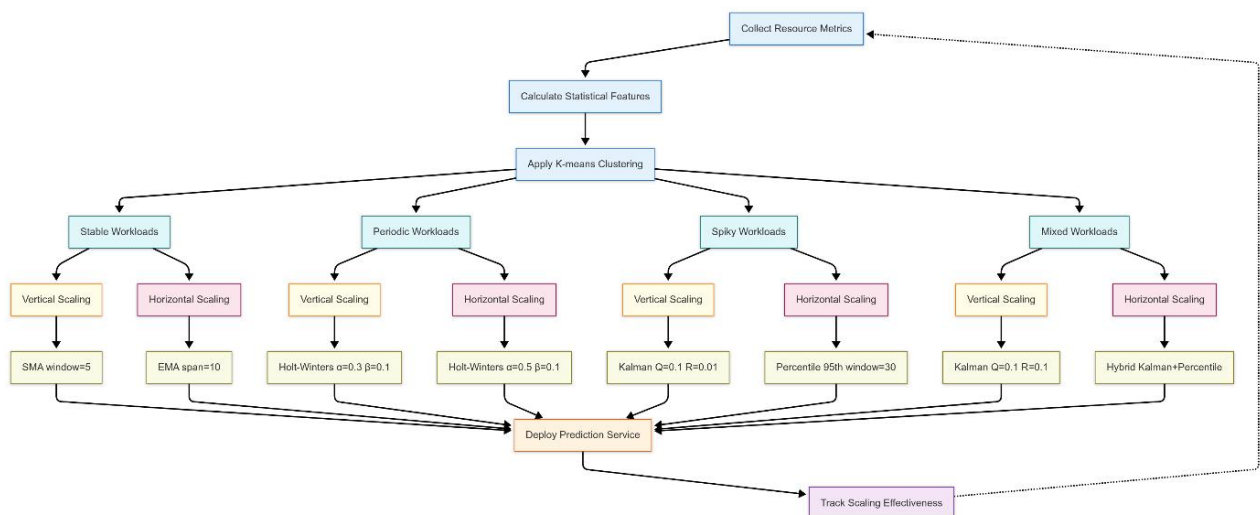 Collect Resource Metrics
Calculate Statistical Features
Apply K-means Clustering
Stable Workloads
Periodic Workloads
Spiky Workloads
Mixed Workloads
Vertical Scaling
Horizontal Scaling
Vertical Scaling
Horizontal Scaling
Vertical Scaling
Horizontal Scaling
Vertical Scaling
Horizontal Scaling
SMA window=5
EMA span=10
Holt-Winters α=0.3 β=0.1
Holt-Winters α=0.5 β=0.1
Kalman Q=0.1 R=0.01
Percentile 95th window=30
Kalman Q=0.1 R=0.1
Hybrid Kalman+Percentile
Deploy Prediction Service
Track Scaling Effectiveness